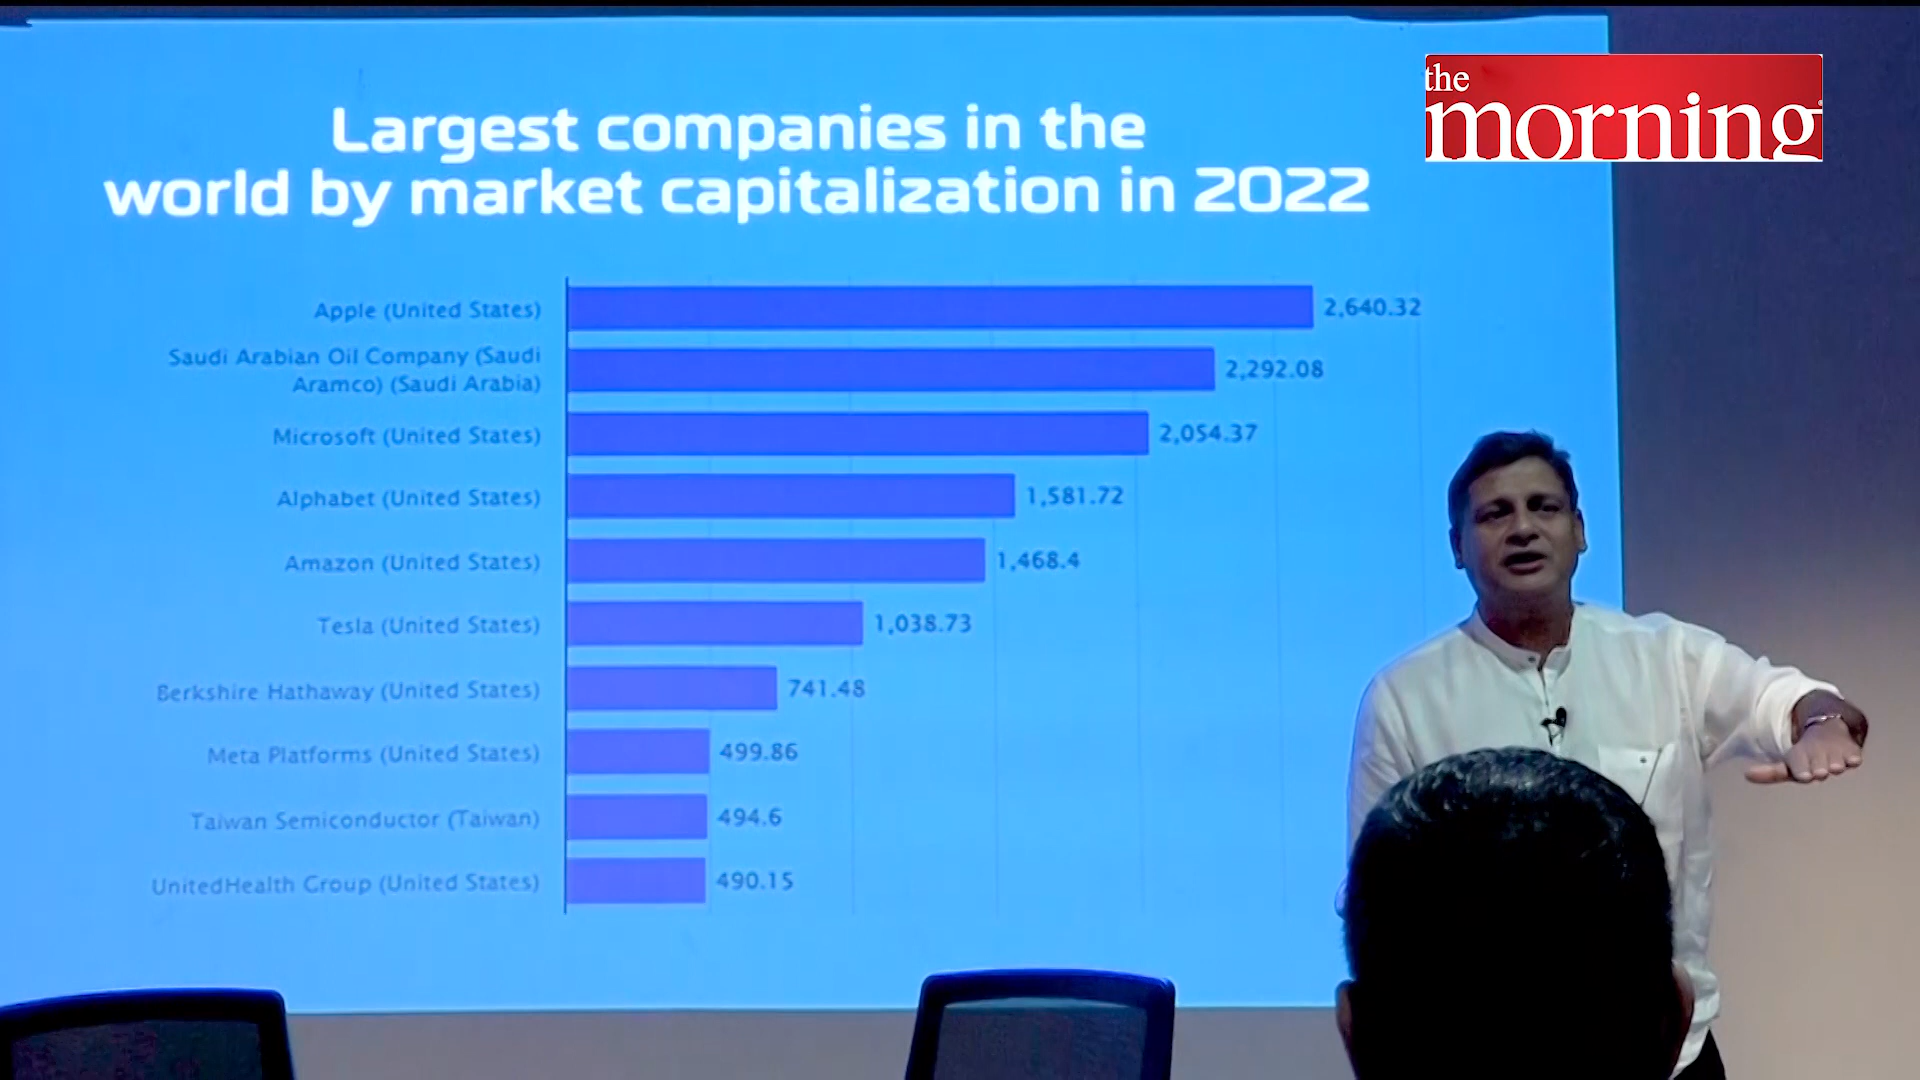 the
morning
Largest companies in the
world by market capitalization in 2022
Apple (United States) 2,640.32
Saudi Arabian Oil Company (Saudi
Aramco) (Saudi Arabia) 2,292.08
Microsoft (United States) 2,054.37
Alphabet (United States) 1,581.72
Amazon (United States) 1,468.4
Tesla (United States) 1,038.73
Berkshire Hathaway (United States) 741.48
Meta Platforms (United States) 499.86
Taiwan Semiconductor (Taiwan) 494.6
UnitedHealth Group (United States) 490.15